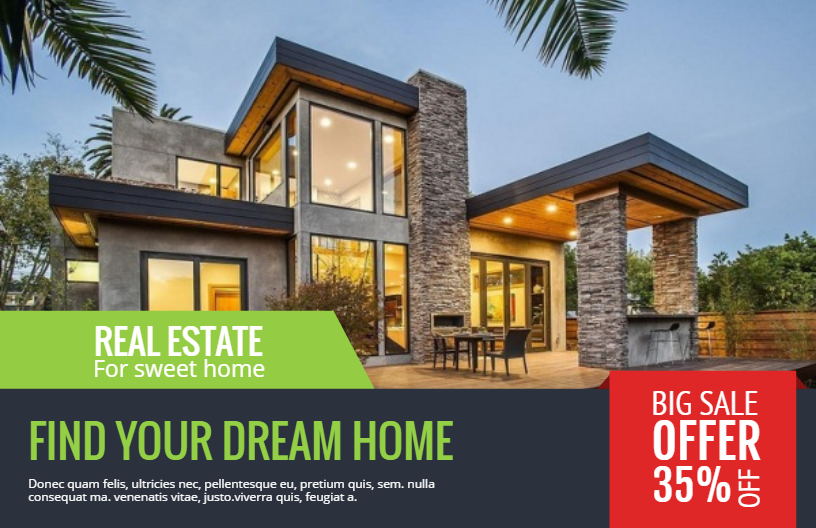 REAL ESTATE
For sweet home
FIND YOUR DREAM HOME
Donec quam felis, ultricies nec, pellentesque eu, pretium quis, sem. nulla
consequat ma. venenatis vitae, justo.viverra quis, feugiat a.
BIG SALE
OFFER
35% OFF